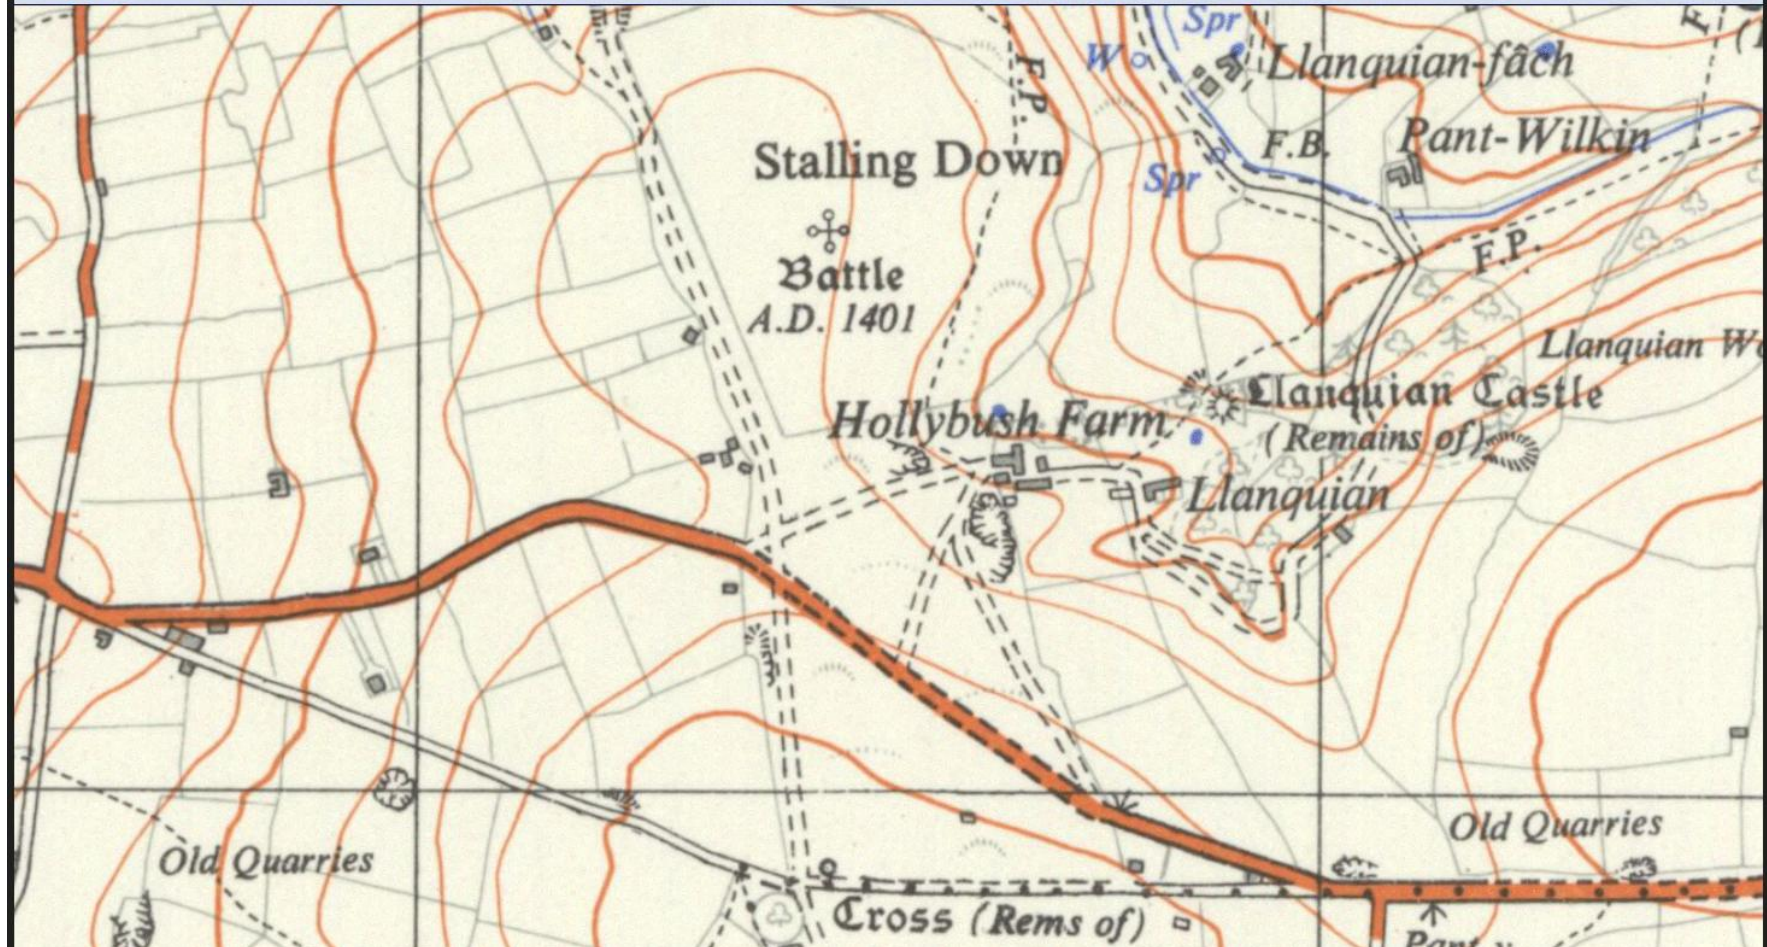 Spr
W
Llanquian-fâch
F.P.
F
F.B.
Pant-Wilkin
Stalling Down
Spr
Battle
A.D. 1401
F.P.
Llanquian
Llanquian Castle
(Remains of)
Hollybush Farm
Llanquian
Old Quarries
Old Quarries
Cross (Rems of)